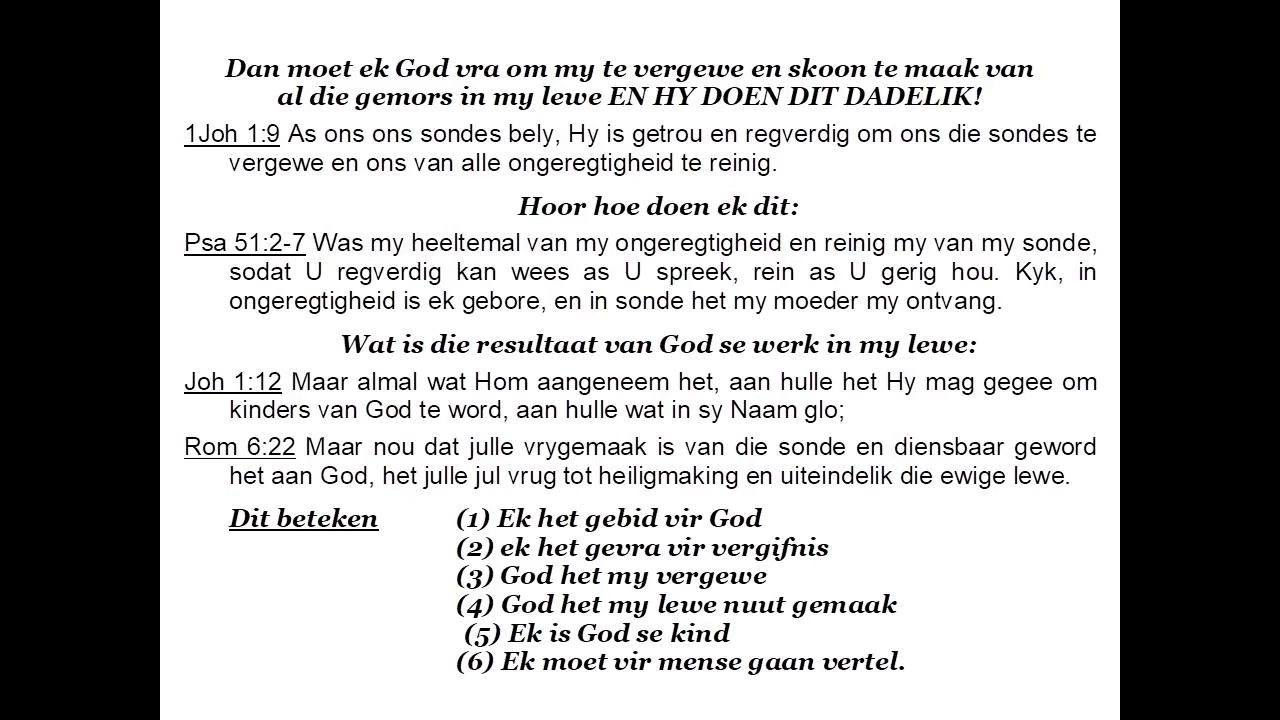 Dan moet ek God vra om my te vergewe en skoon te maak van
al die gemors in my lewe EN HY DOEN DIT DADELIK!
1Joh 1:9 As ons ons sondes bely, Hy is getrou en regverdig om ons die sondes te
vergewe en ons van alle ongeregtigheid te reinig.
Hoor hoe doen ek dit:
Psa 51:2-7 Was my heeltemal van my ongeregtigheid en reinig my van my sonde,
sodat U regverdig kan wees as U spreek, rein as U gerig hou. Kyk, in
ongeregtigheid is ek gebore, en in sonde het my moeder my ontvang.
Wat is die resultaat van God se werk in my lewe:
Joh 1:12 Maar almal wat Hom aangeneem het, aan hulle het Hy mag gegee om
kinders van God te word, aan hulle wat in sy Naam glo;
Rom 6:22 Maar nou dat julle vrygemaak is van die sonde en diensbaar geword
het aan God, het julle jul vrug tot heiligmaking en uiteindelik die ewige lewe.
Dit beteken (1) Ek het gebid vir God
(2) ek het gevra vir vergifnis
(3) God het my vergewe
(4) God het my lewe nuut gemaak
(5) Ek is God se kind
(6) Ek moet vir mense gaan vertel.